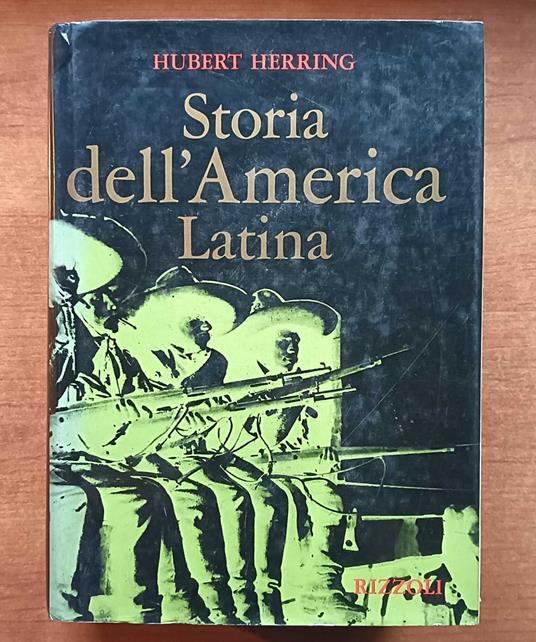 HUBERT HERRING
Storia
dell'America
Latina
RIZZOLI